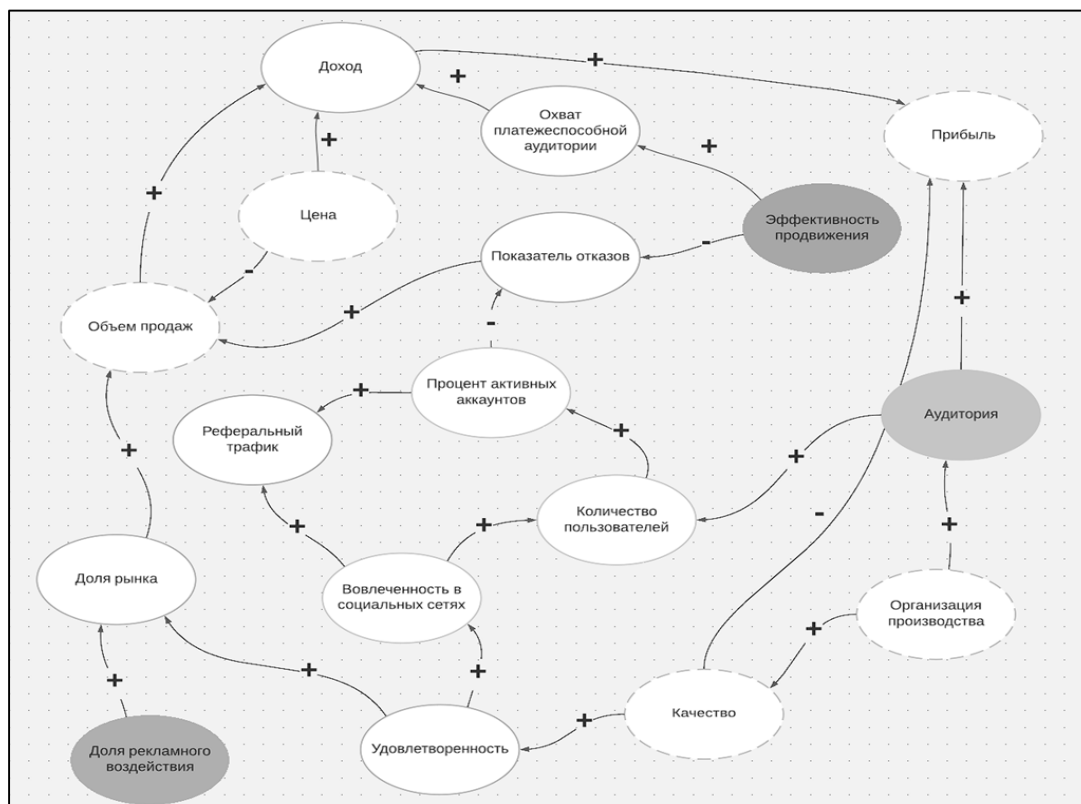 Доход
+
+
Охват
платежеспособной
аудитории
Прибыль
+
+
+
Цена
Эффективность
продвижения
Показатель отказов
-
-
+
Объем продаж
+
-
Процент активных
аккаунтов
+
Аудитория
Реферальный
трафик
+
+
+
Количество
пользователей
-
+
+
+
Доля рынка
Вовлеченность в
социальных сетях
Организация
производства
+
+
+
+
Качество
+
Удовлетворенность
Доля рекламного
воздействия